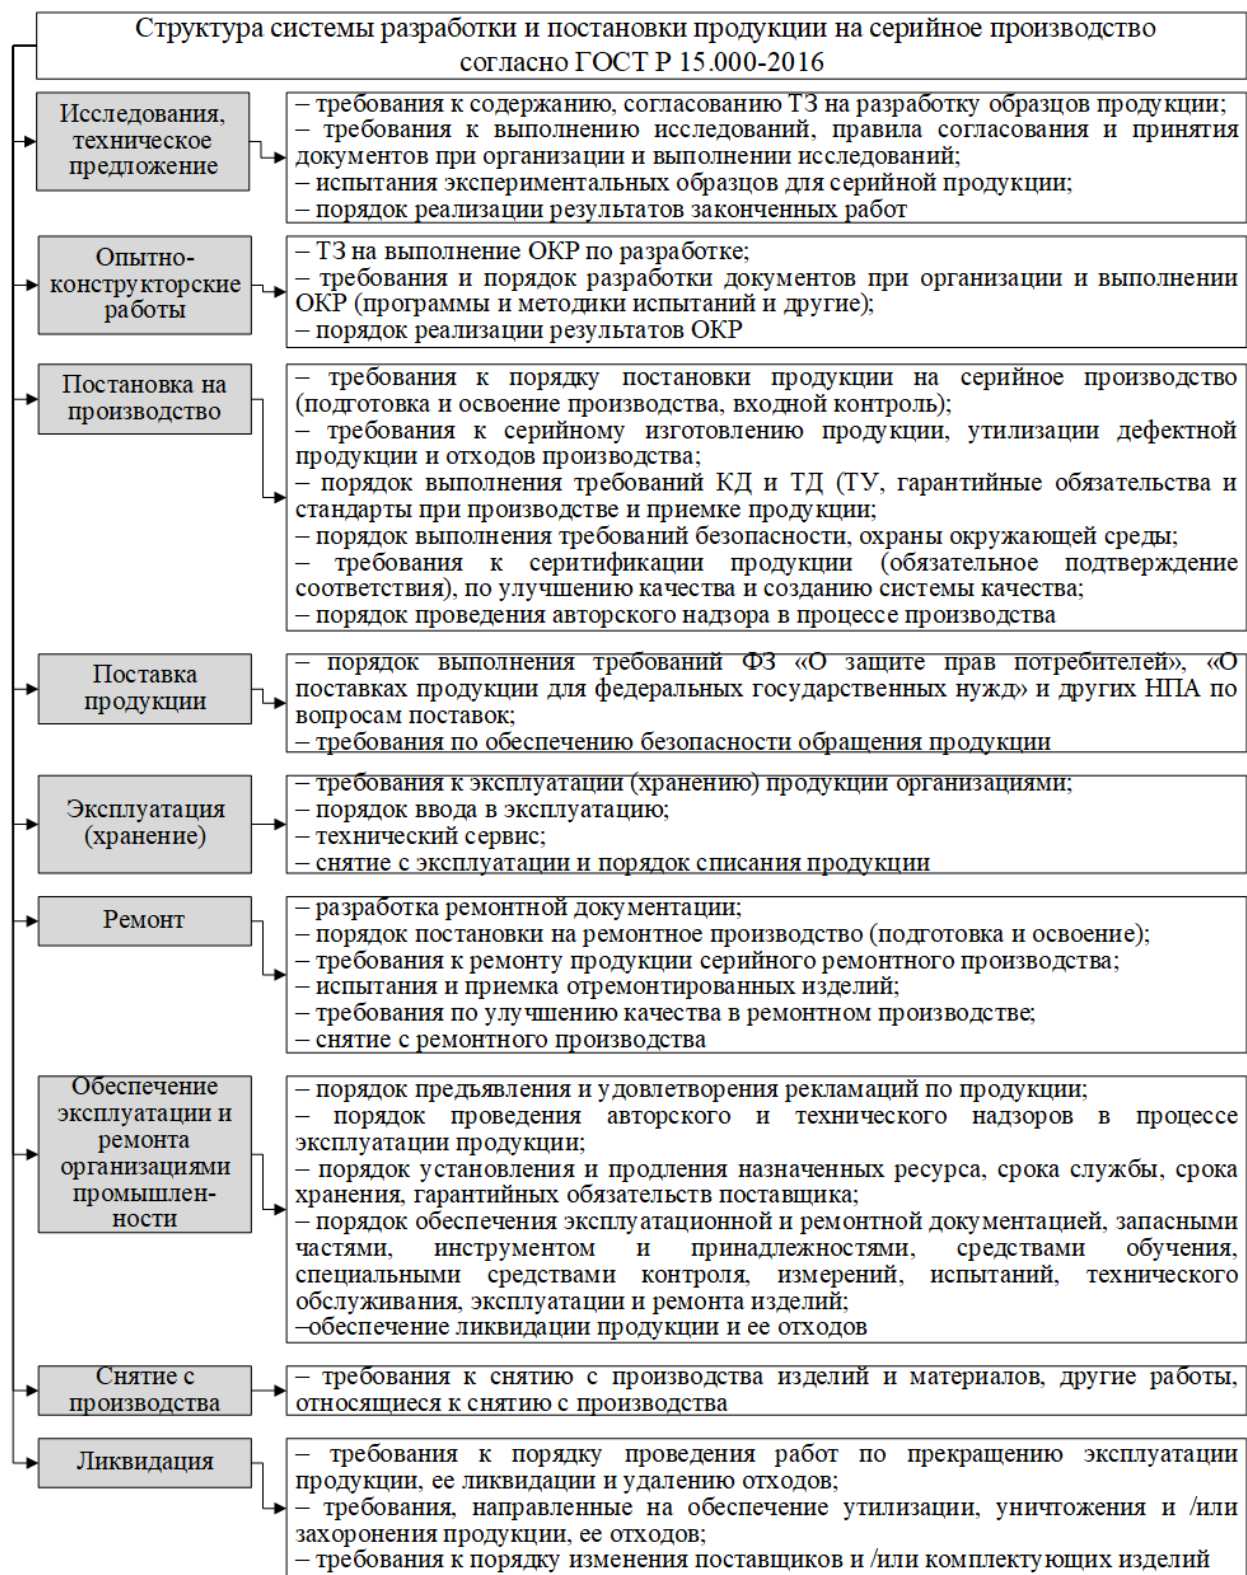 Структура системы разработки и постановки продукции на серийное производство
согласно ГОСТ Р 15.000-2016
Исследования,
техническое
предложение
– требования к содержанию, согласованию ТЗ на разработку образцов продукции;
– требования к выполнению исследований, правила согласования и принятия
документов при организации и выполнении исследований;
– испытания экспериментальных образцов для серийной продукции;
– порядок реализации результатов законченных работ
Опытно-
конструкторские
работы
– ТЗ на выполнение ОКР по разработке;
– требования и порядок разработки документов при организации и выполнении
ОКР (программы и методики испытаний и другие);
– порядок реализации результатов ОКР
Постановка на
производство
– требования к порядку постановки продукции на серийное производство
(подготовка и освоение производства, входной контроль);
– требования к серийному изготовлению продукции, утилизации дефектной
продукции и отходов производства;
– порядок выполнения требований КД и ТД (ТУ, гарантийные обязательства и
стандарты при производстве и приемке продукции;
– порядок выполнения требований безопасности, охраны окружающей среды;
– требования к серитификации продукции (обязательное подтверждение
соответствия), по улучшению качества и созданию системы качества;
– порядок проведения авторского надзора в процессе производства
Поставка
продукции
– порядок выполнения требований ФЗ «О защите прав потребителей», «О
поставках продукции для федеральных государственных нужд» и других НПА по
вопросам поставок;
– требования по обеспечению безопасности обращения продукции
Эксплуатация
(хранение)
– требования к эксплуатации (хранению) продукции организациями;
– порядок ввода в эксплуатацию;
– технический сервис;
– снятие с эксплуатации и порядок списания продукции
Ремонт
– разработка ремонтной документации;
– порядок постановки на ремонтное производство (подготовка и освоение);
– требования к ремонту продукции серийного ремонтного производства;
– испытания и приемка отремонтированных изделий;
– требования по улучшению качества в ремонтном производстве;
– снятие с ремонтного производства
Обеспечение
эксплуатации и
ремонта
организациями
промышлен-
ности
– порядок предъявления и удовлетворения рекламаций по продукции;
– порядок проведения авторского и технического надзоров в процессе
эксплуатации продукции;
– порядок установления и продления назначенных ресурса, срока службы, срока
хранения, гарантийных обязательств поставщика;
– порядок обеспечения эксплуатационной и ремонтной документацией, запасными
частями, инструментом и принадлежностями, средствами обучения,
специальными средствами контроля, измерений, испытаний, технического
обслуживания, эксплуатации и ремонта изделий;
–обеспечение ликвидации продукции и ее отходов
Снятие с
производства
– требования к снятию с производства изделий и материалов, другие работы,
относящиеся к снятию с производства
Ликвидация
– требования к порядку проведения работ по прекращению эксплуатации
продукции, ее ликвидации и удалению отходов;
– требования, направленные на обеспечение утилизации, уничтожения и /или
захоронения продукции, ее отходов;
– требования к порядку изменения поставщиков и /или комплектующих изделий